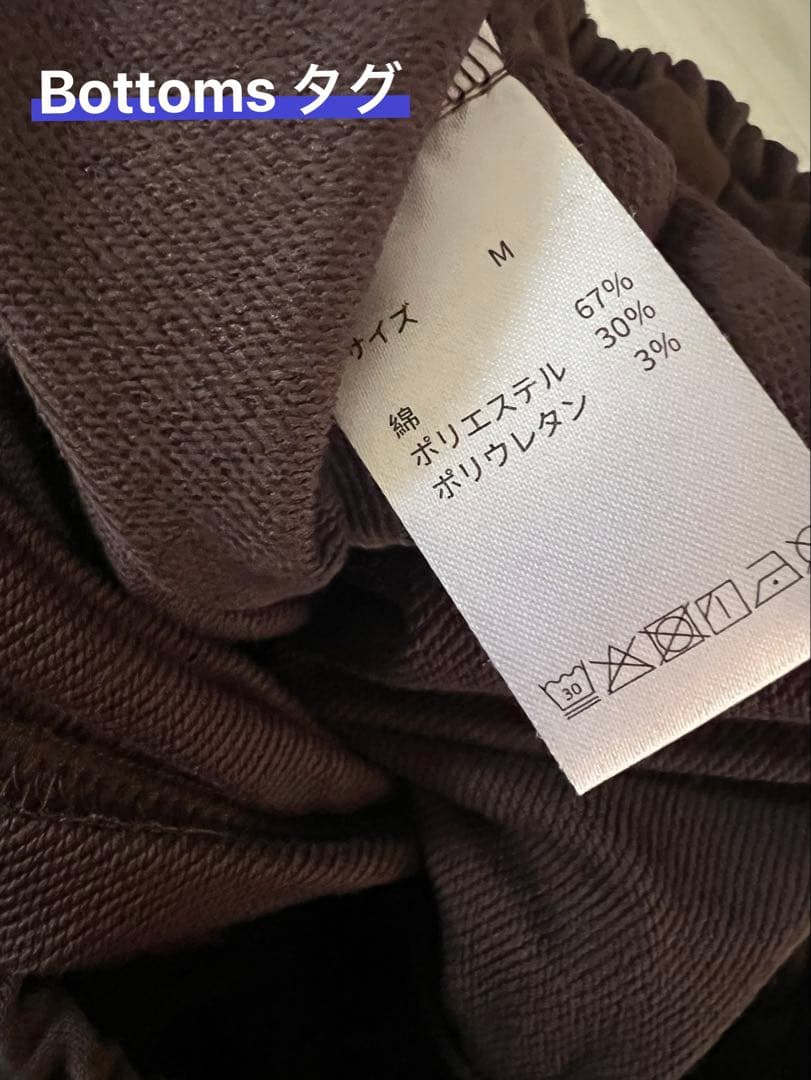 Bottoms タグ
サイズ M
綿 67%
ポリエステル 30%
ポリウレタン 3%
30